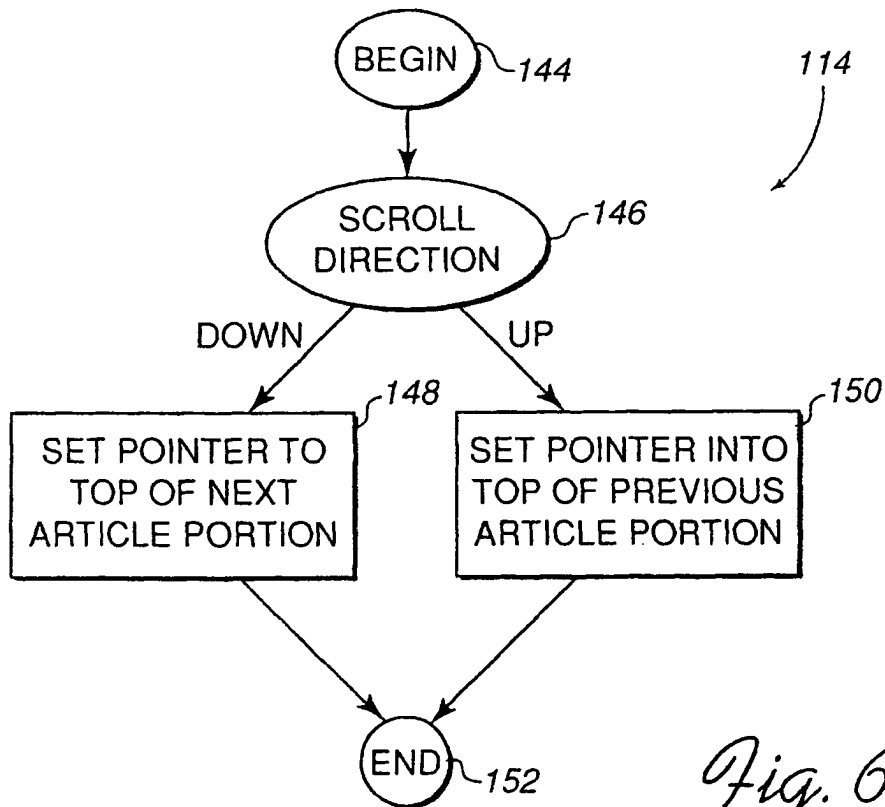 BEGIN
144
114
SCROLL
DIRECTION
146
DOWN
UP
148
150
SET POINTER TO
TOP OF NEXT
ARTICLE PORTION
SET POINTER INTO
TOP OF PREVIOUS
ARTICLE PORTION
END
152
Fig. 6